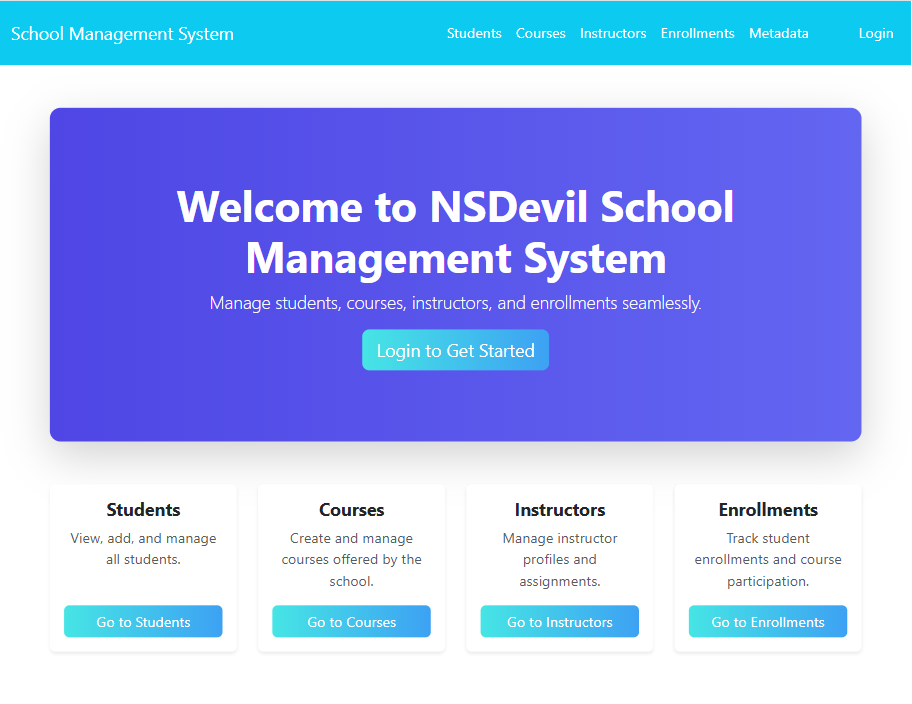 School Management System
Students Courses Instructors Enrollments Metadata Login
Welcome to NSDevil School
Management System
Manage students, courses, instructors, and enrollments seamlessly.
Login to Get Started
Students
View, add, and manage
all students.
Go to Students
Courses
Create and manage
courses offered by the
school.
Go to Courses
Instructors
Manage instructor
profiles and
assignments.
Go to Instructors
Enrollments
Track student
enrollments and course
participation.
Go to Enrollments